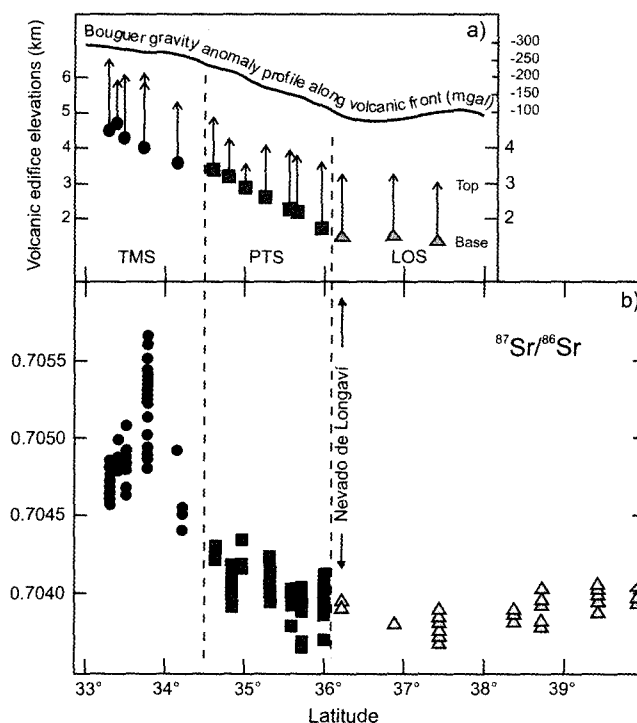 a)
Bouguer gravity anomaly profile along volcanic front (mgal)
Volcanic edifice elevations (km)
6
5
4
3
2
-300
-250
-200
-150
-100
4
3
2
Top
Base
TMS
PTS
LOS
b)
87Sr/86Sr
Nevado de Longaví
0.7055
0.7050
0.7045
0.7040
33°
34°
35°
36°
37°
38°
39°
Latitude